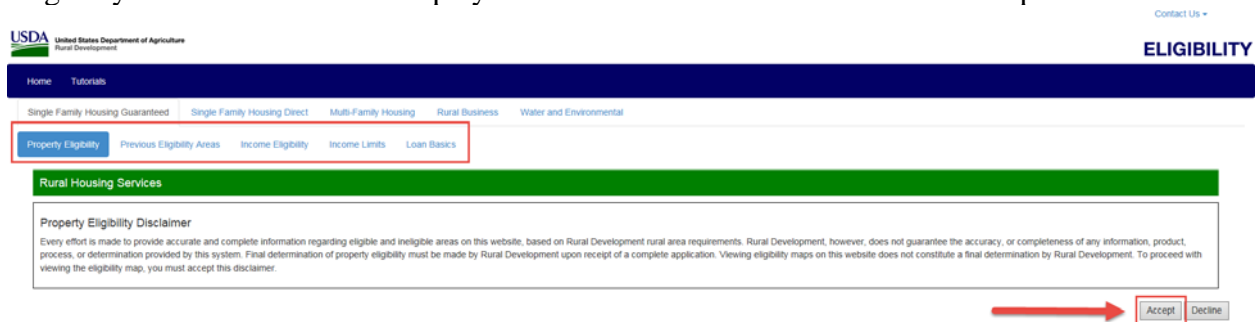 Contact Us
USDA United States Department of Agriculture
Rural Development
ELIGIBILITY
Home Tutorials
Single Family Housing Guaranteed Single Family Housing Direct Multi-Family Housing Rural Business Water and Environmental
Property Eligibility Previous Eligibility Areas Income Eligibility Income Limits Loan Basics
Rural Housing Services
Property Eligibility Disclaimer
Every effort is made to provide accurate and complete information regarding eligible and ineligible areas on this website, based on Rural Development rural area requirements. Rural Development, however, does not guarantee the accuracy, or completeness of any information, product,
process, or determination provided by this system. Final determination of property eligibility must be made by Rural Development upon receipt of a complete application. Viewing eligibility maps on this website does not constitute a final determination by Rural Development. To proceed with
viewing the eligibility map, you must accept this disclaimer.
Accept Decline